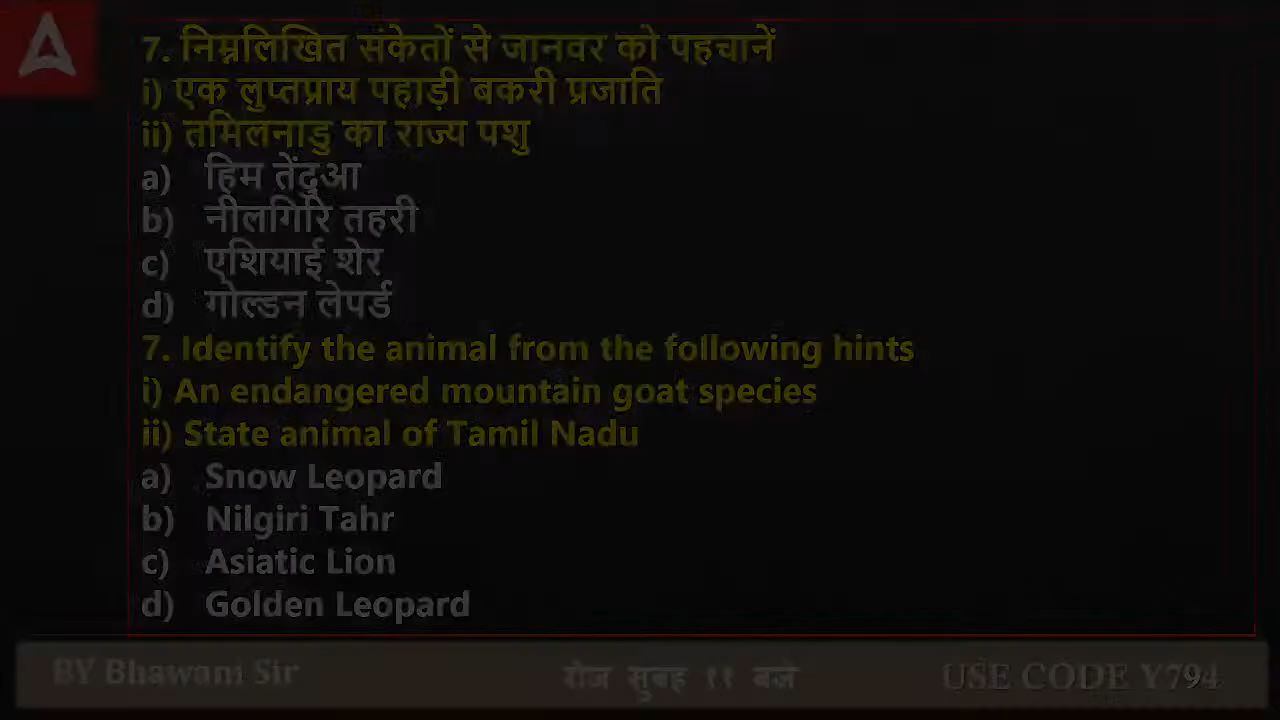 7. निम्नलिखित संकेतों से जानवर को पहचानें
i) एक लुप्तप्राय पहाड़ी बकरी प्रजाति
ii) तमिलनाडु का राज्य पशु
a) हिम तेंदुआ
b) नीलगिरि तहरी
c) एशियाई शेर
d) गोल्डन लेपर्ड
7. Identify the animal from the following hints
i) An endangered mountain goat species
ii) State animal of Tamil Nadu
a) Snow Leopard
b) Nilgiri Tahr
c) Asiatic Lion
d) Golden Leopard
BY Bhawani Sir रोज सुबह ११ बजे USE CODE Y794